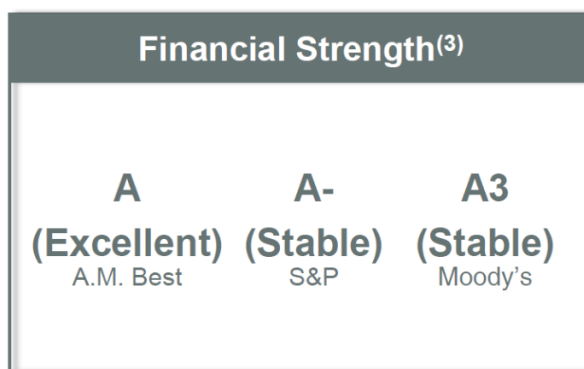 Financial Strength(3)
A A- A3
(Excellent) (Stable) (Stable)
A.M. Best S&P Moody's